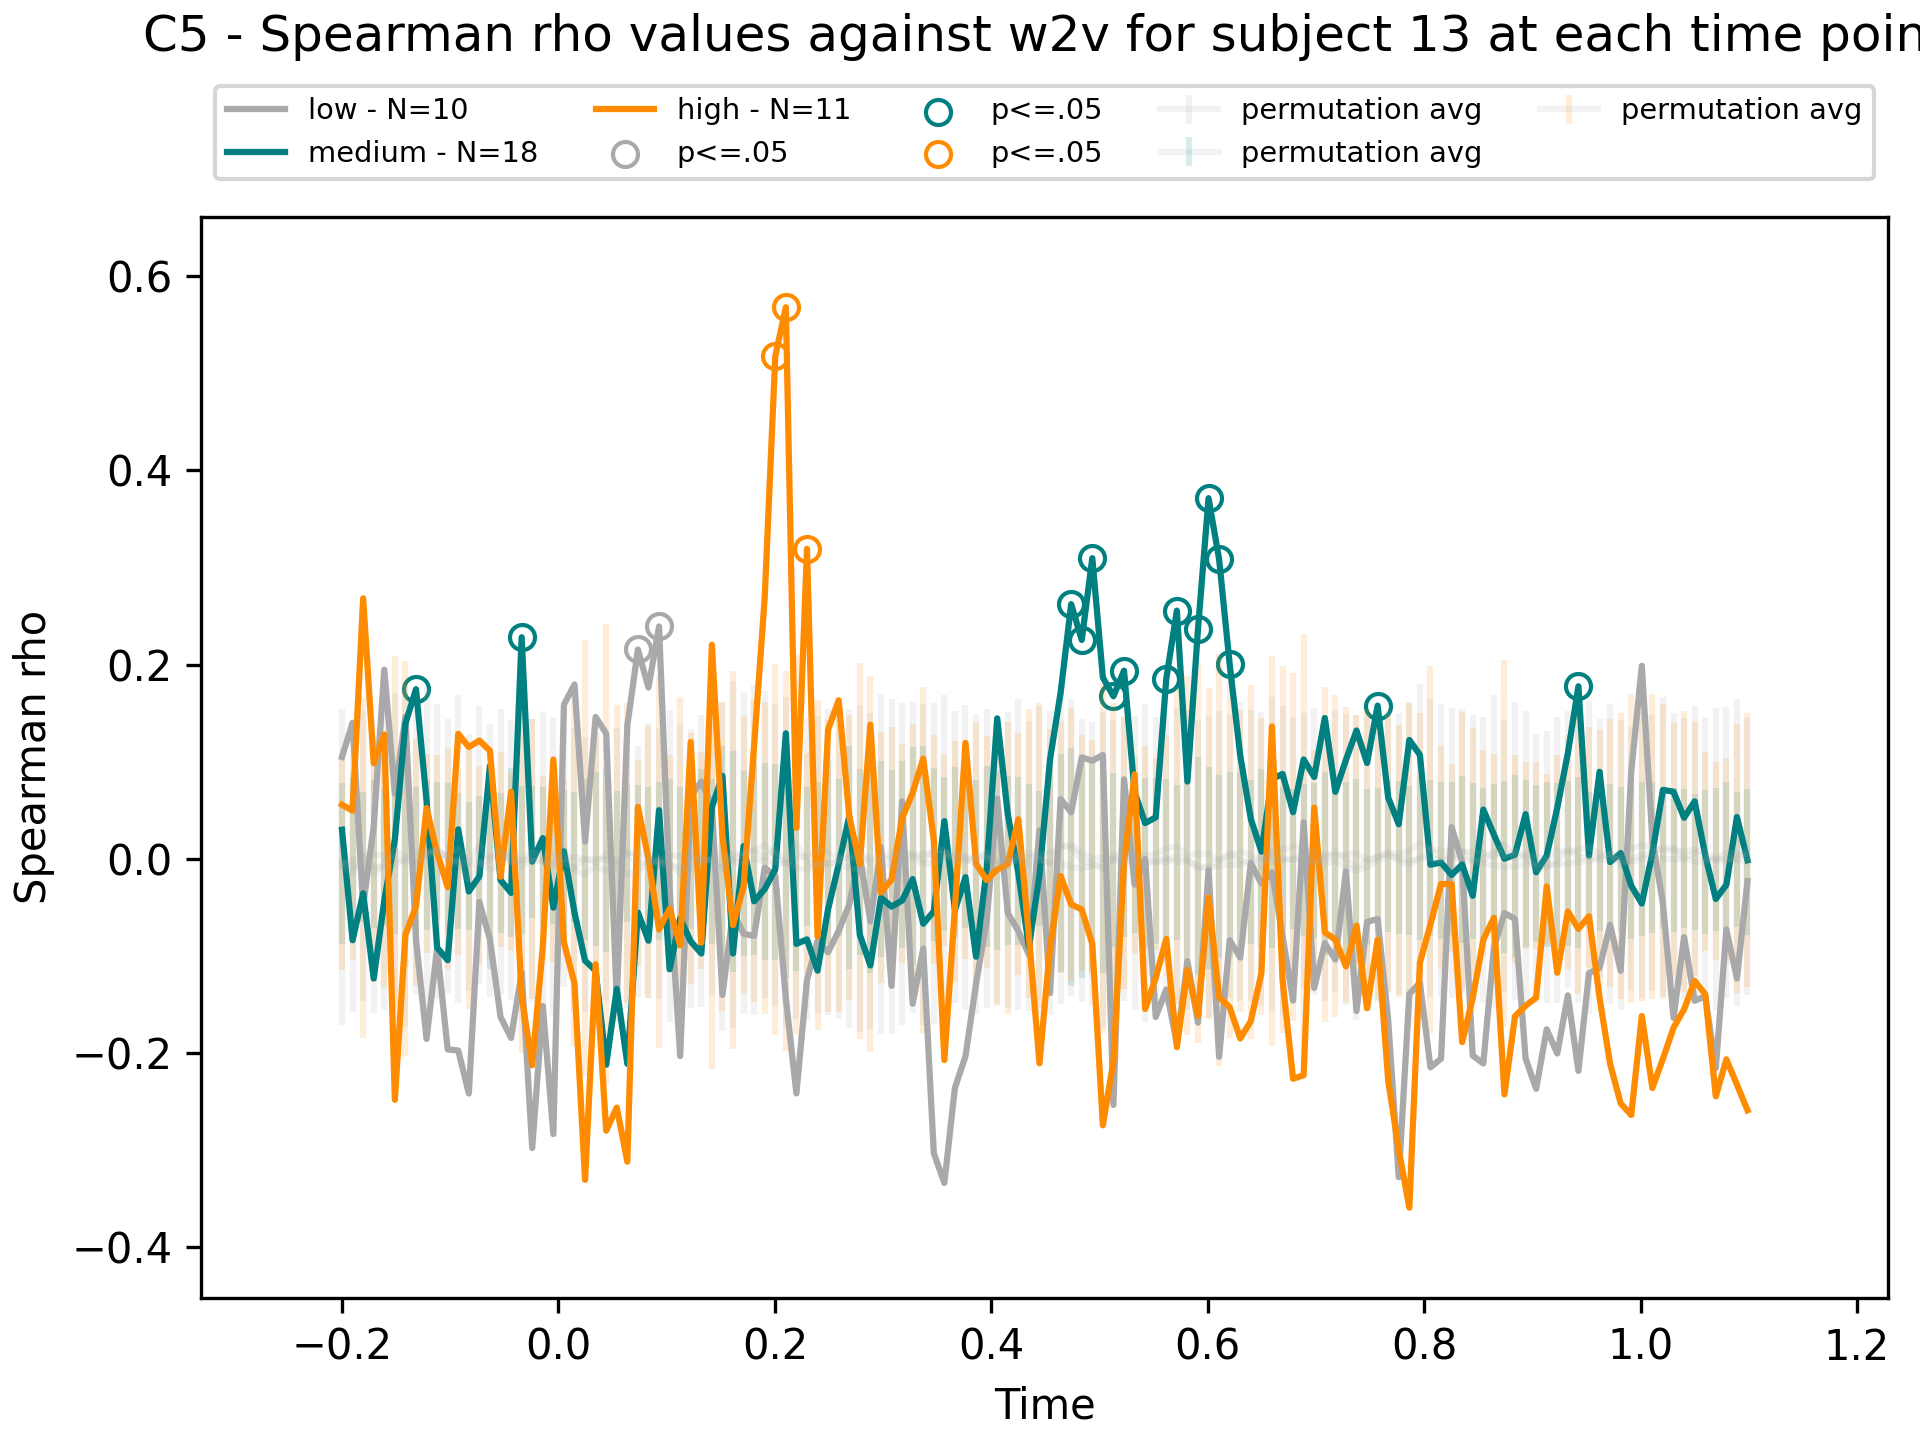 C5 - Spearman rho values against w2v for subject 13 at each time poin
low - N=10
medium - N=18
high - N=11
p<=.05
p<=.05
p<=.05
permutation avg
permutation avg
permutation avg
Spearman rho
0.6
0.4
0.2
0.0
−0.2
−0.4
−0.2 0.0 0.2 0.4 0.6 0.8 1.0 1.2
Time